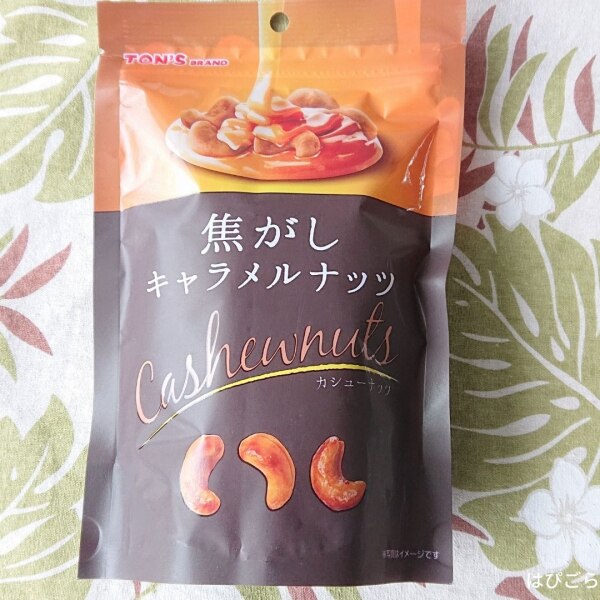 TON'S BRAND
焦がし
キャラメルナッツ
Cashewnuts
カシューナッツ
※写真はイメージです
はぴごら